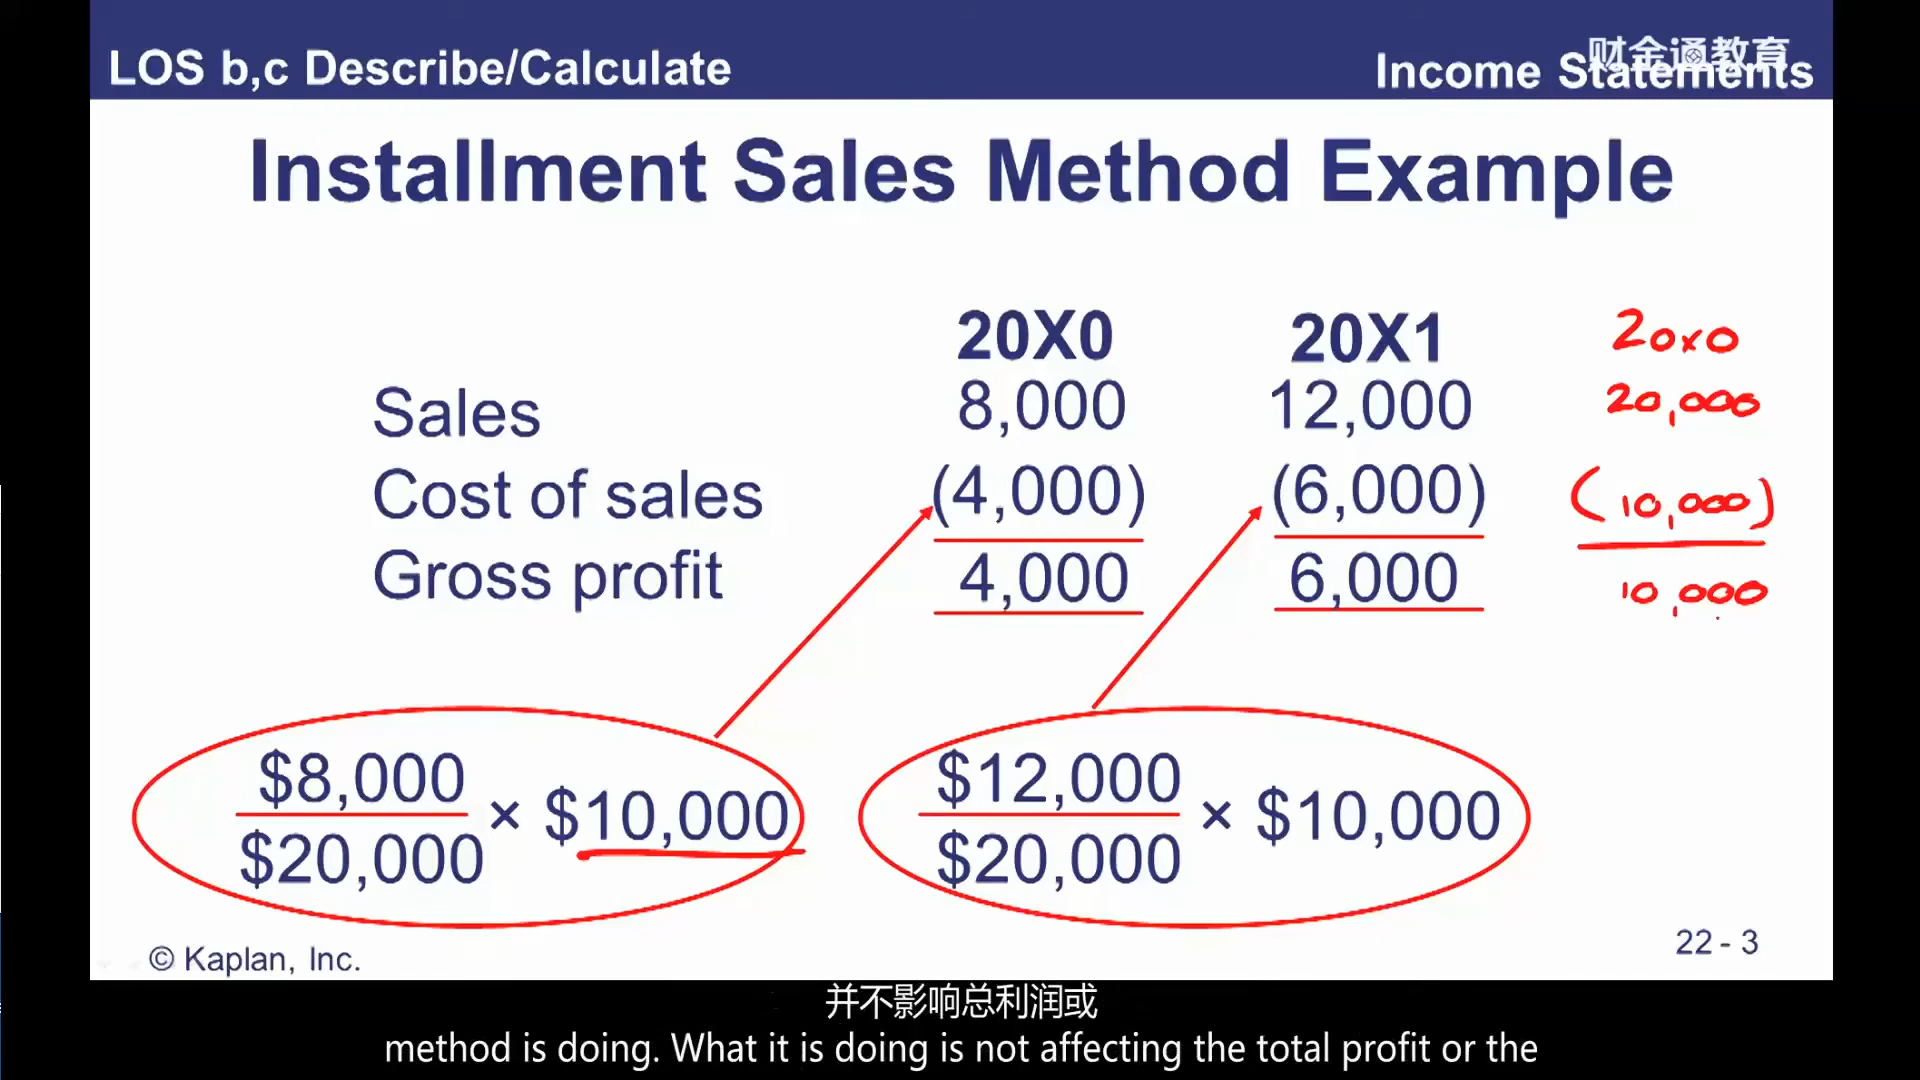 LOS b,c Describe/Calculate
Income Statements
财金通教育
Installment Sales Method Example
20X0 20X1 20x0
Sales 8,000 12,000 20,000
Cost of sales (4,000) (6,000) (10,000)
Gross profit 4,000 6,000 10,000
$8,000
$20,000
× $10,000
$12,000
$20,000
× $10,000
© Kaplan, Inc.
22 - 3
并不影响总利润或
method is doing. What it is doing is not affecting the total profit or the